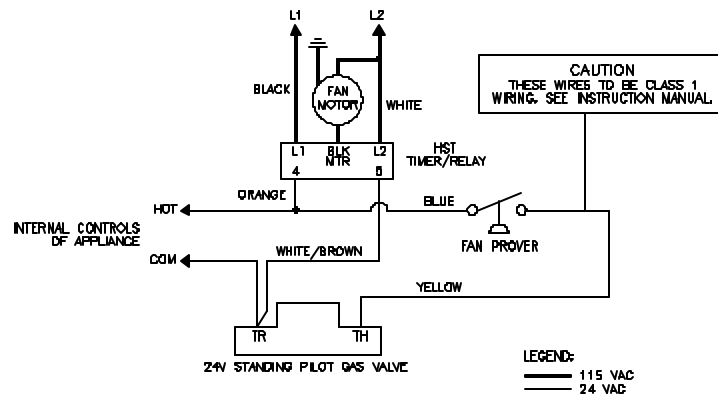 L1
L2
CAUTION
THESE WIRES TO BE CLASS 1
WIRING. SEE INSTRUCTION MANUAL.
BLACK
FAN
MOTOR
WHITE
L1
BLK
MTR
L2
4
6
HST
TIMER/RELAY
ORANGE
HOT
BLUE
INTERNAL CONTROLS
OF APPLIANCE
FAN PROVER
COM
WHITE/BROWN
YELLOW
TR
TH
24V STANDING PILOT GAS VALVE
LEGEND:
115 VAC
24 VAC